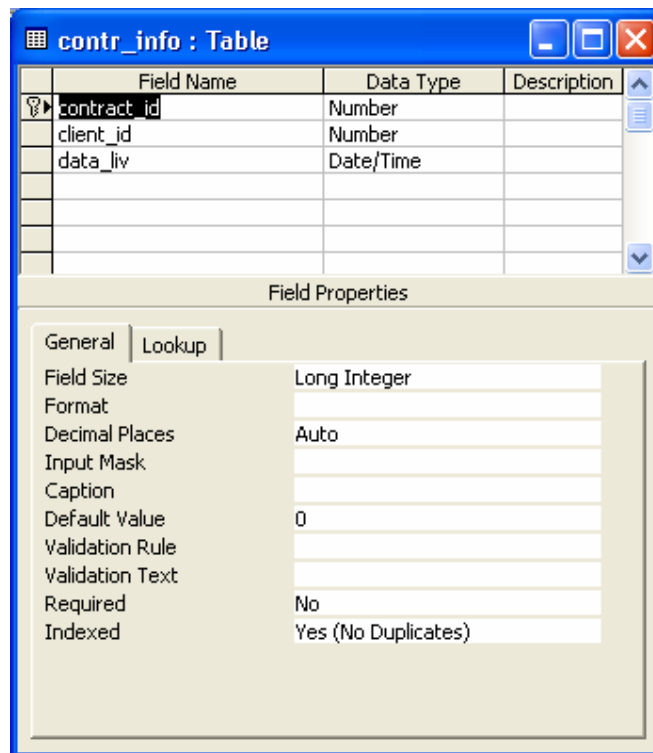 contr_info : Table
Field Name Data Type Description
contract_id Number
client_id Number
data_liv Date/Time
Field Properties
General Lookup
Field Size Long Integer
Format
Decimal Places Auto
Input Mask
Caption
Default Value 0
Validation Rule
Validation Text
Required No
Indexed Yes (No Duplicates)